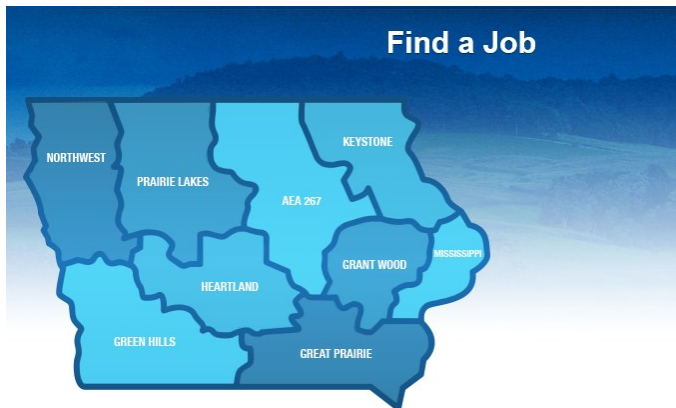 Find a Job
KEYSTONE
NORTHWEST
PRAIRIE LAKES
AEA 267
MISSISSIPPI
GRANT WOOD
HEARTLAND
GREEN HILLS
GREAT PRAIRIE